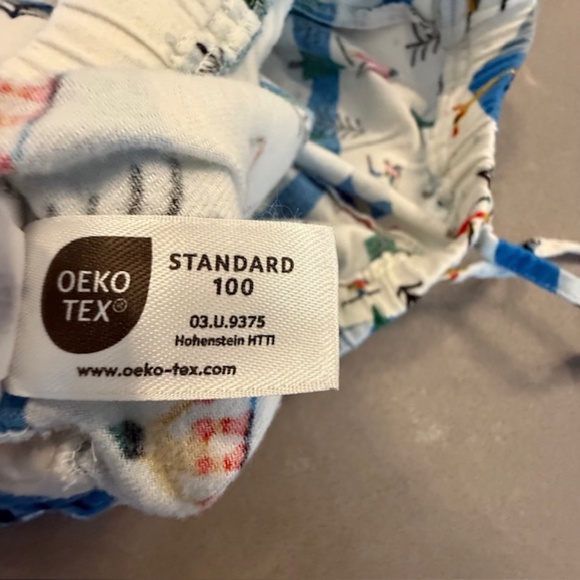 OEKO
TEX®
STANDARD
100
03.U.9375
Hohenstein HTTI
www.oeko-tex.com